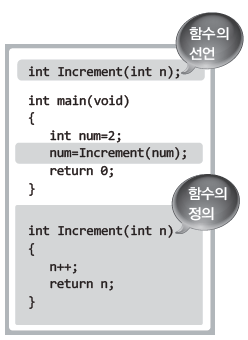 함수의
선언
int Increment(int n);
int main(void)
{
int num=2;
num=Increment(num);
return 0;
}
함수의
정의
int Increment(int n)
{
n++;
return n;
}